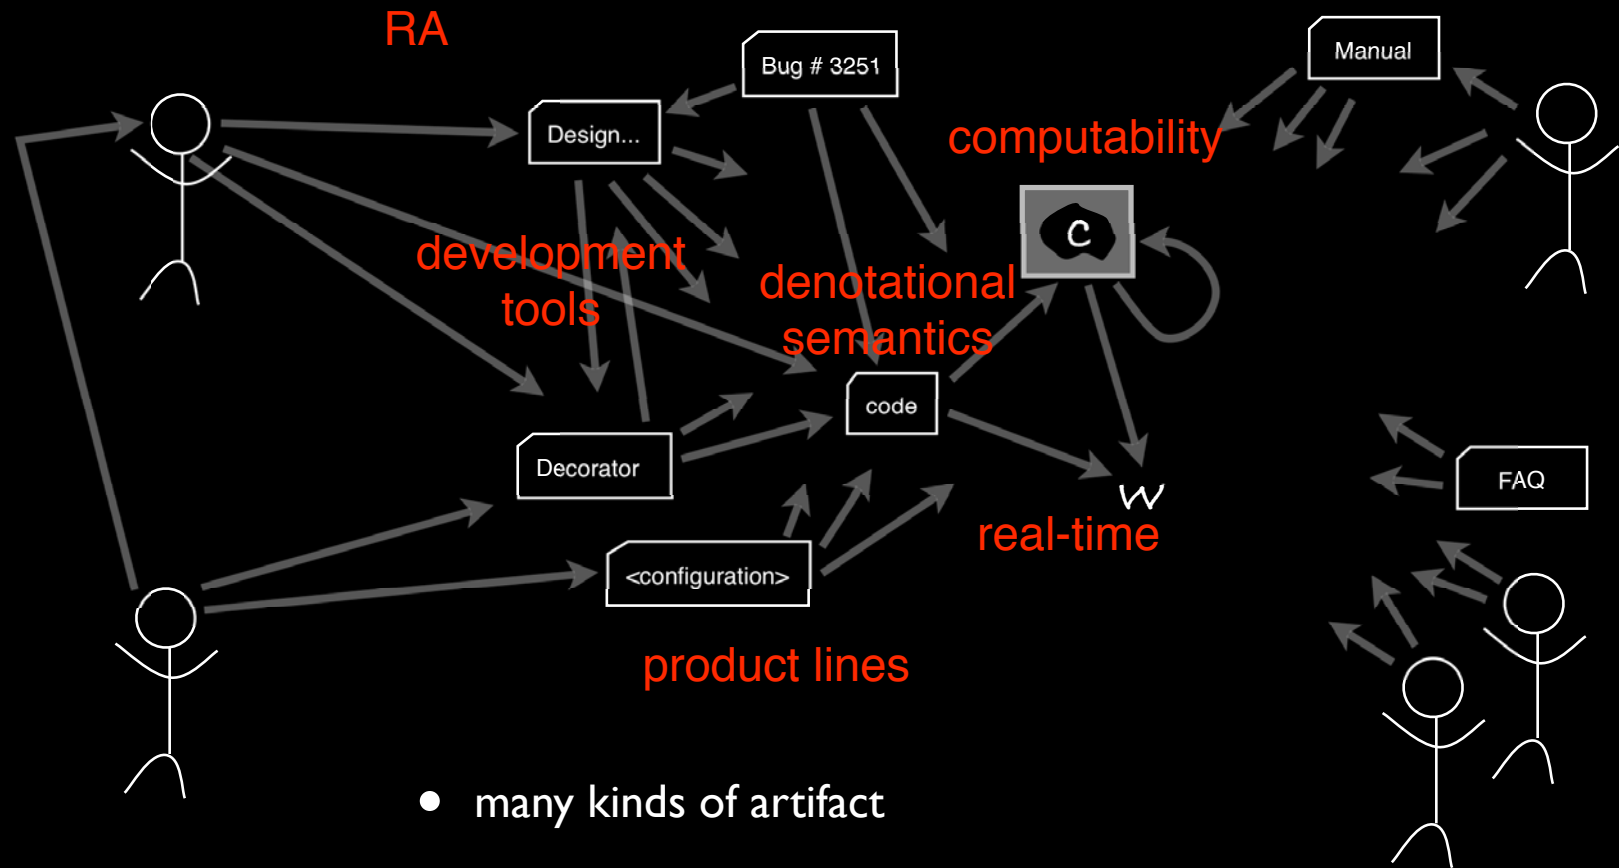 RA
Bug # 3251
Manual
Design...
computability
C
development
tools
denotational
semantics
code
Decorator
FAQ
W
real-time
<configuration>
product lines
• many kinds of artifact